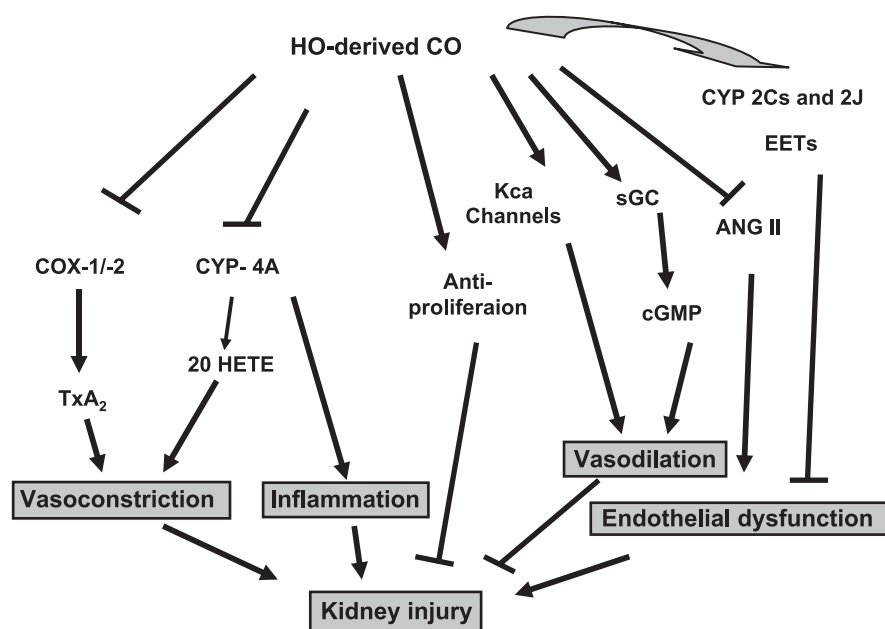 HO-derived CO
CYP 2Cs and 2J
EETs
Kca
Channels
sGC
ANG II
COX-1/-2
CYP- 4A
Anti-
proliferaion
cGMP
20 HETE
TxA₂
Vasodilation
Vasoconstriction
Inflammation
Endothelial dysfunction
Kidney injury